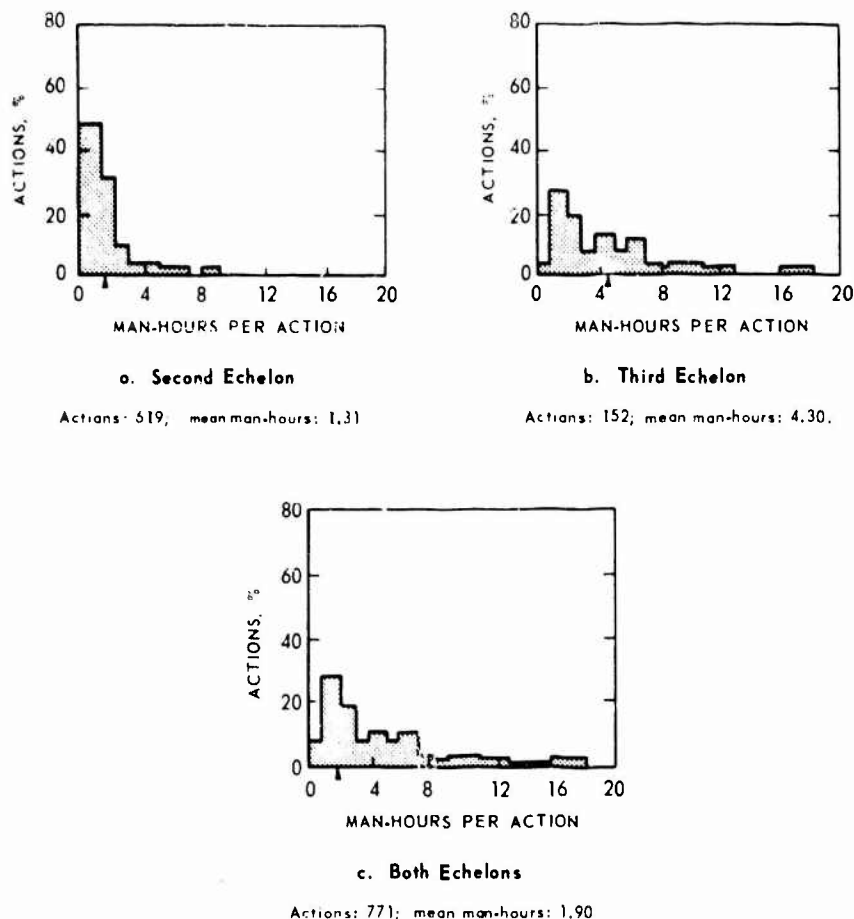 80
60
40
20
0
ACTIONS, %
0 4 8 12 16 20
MAN-HOURS PER ACTION
a. Second Echelon
Actions: 619; mean man-hours: 1.31
80
60
40
20
0
ACTIONS, %
0 4 8 12 16 20
MAN-HOURS PER ACTION
b. Third Echelon
Actions: 152; mean man-hours: 4.30.
80
60
40
20
0
ACTIONS, %
0 4 8 12 16 20
MAN-HOURS PER ACTION
c. Both Echelons
Actions: 771; mean man-hours: 1.90